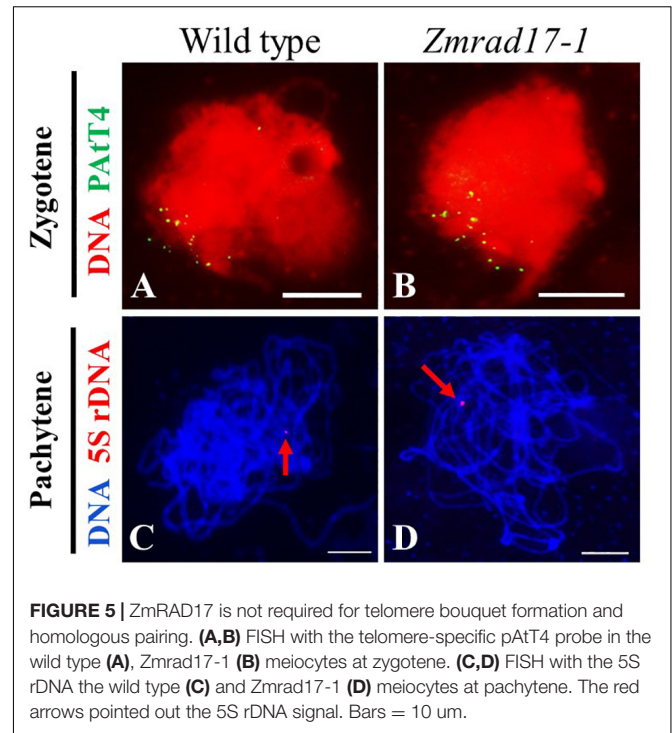 Wild type
Zmrad17-1
Zygotene
DNA PAtT4
A
B
Pachytene
DNA 5S rDNA
C
D
FIGURE 5 | ZmRAD17 is not required for telomere bouquet formation and
homologous pairing. (A,B) FISH with the telomere-specific pAtT4 probe in the
wild type (A), Zmrad17-1 (B) meiocytes at zygotene. (C,D) FISH with the 5S
rDNA the wild type (C) and Zmrad17-1 (D) meiocytes at pachytene. The red
arrows pointed out the 5S rDNA signal. Bars = 10 um.